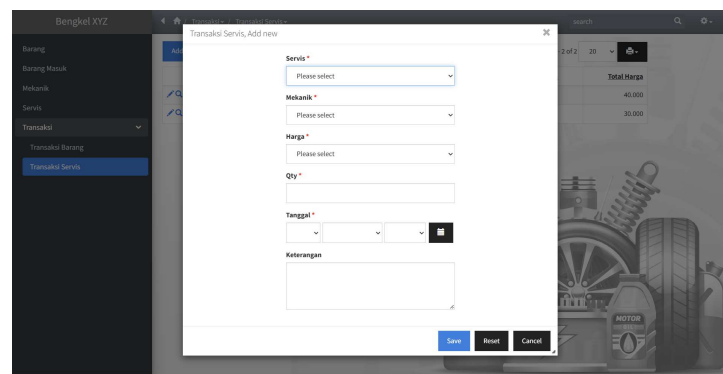 Bengkel XYZ
/ Transaksi / Transaksi Servis
search
Barang
Barang Masuk
Mekanik
Servis
Transaksi
Transaksi Barang
Transaksi Servis
Add
2 of 2 20
Total Harga
40.000
30.000
Transaksi Servis, Add new
Servis *
Please select
Mekanik *
Please select
Harga *
Please select
Qty *
Tanggal *
Keterangan
Save Reset Cancel
MOTOR